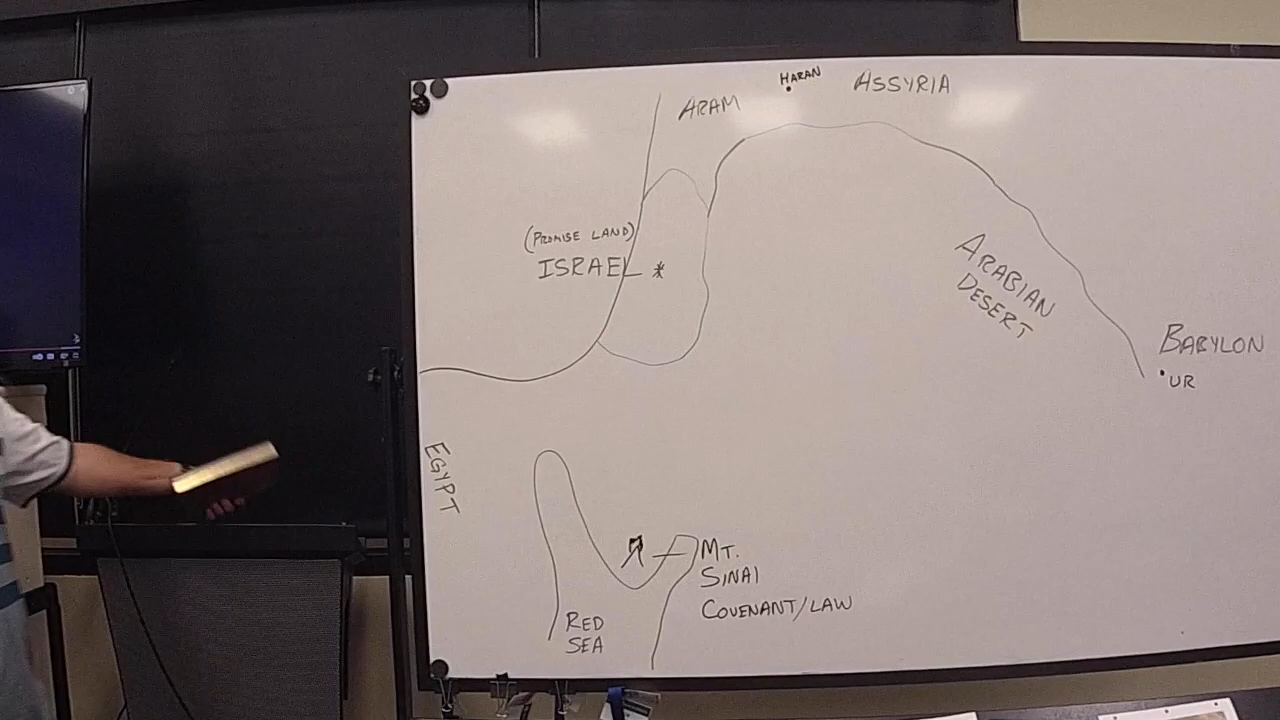 HARAN
ASSYRIA
ARAM
(PROMISE LAND)
ISRAEL
ARABIAN
DESERT
BABYLON
UR
EGYPT
MT.
SINAI
COVENANT/LAW
RED
SEA